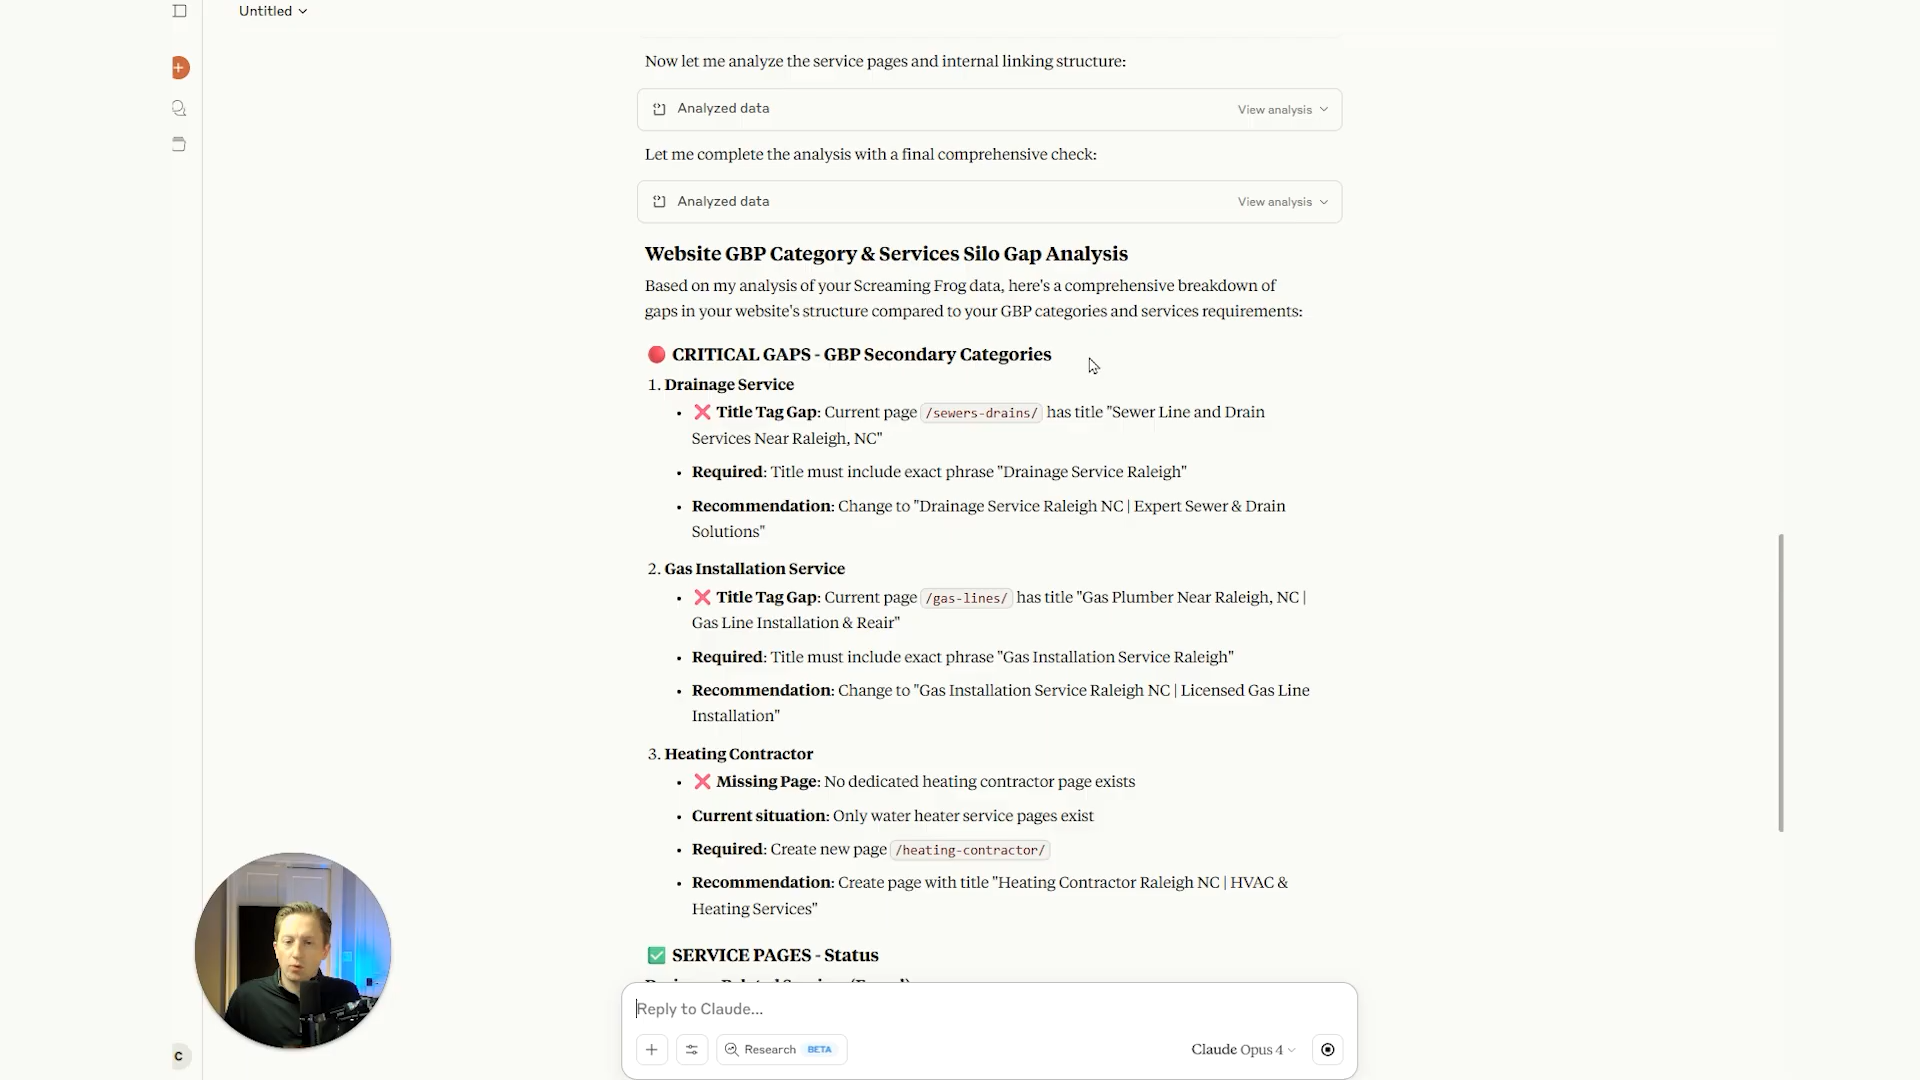 Untitled
Now let me analyze the service pages and internal linking structure:
Analyzed data
View analysis
Let me complete the analysis with a final comprehensive check:
Analyzed data
View analysis
Website GBP Category & Services Silo Gap Analysis
Based on my analysis of your Screaming Frog data, here's a comprehensive breakdown of
gaps in your website's structure compared to your GBP categories and services requirements:
🔴 CRITICAL GAPS - GBP Secondary Categories
1. Drainage Service
• ❌ Title Tag Gap: Current page /sewers-drains/ has title "Sewer Line and Drain
Services Near Raleigh, NC"
• Required: Title must include exact phrase "Drainage Service Raleigh"
• Recommendation: Change to "Drainage Service Raleigh NC | Expert Sewer & Drain
Solutions"
2. Gas Installation Service
• ❌ Title Tag Gap: Current page /gas-lines/ has title "Gas Plumber Near Raleigh, NC |
Gas Line Installation & Reair"
• Required: Title must include exact phrase "Gas Installation Service Raleigh"
• Recommendation: Change to "Gas Installation Service Raleigh NC | Licensed Gas Line
Installation"
3. Heating Contractor
• ❌ Missing Page: No dedicated heating contractor page exists
• Current situation: Only water heater service pages exist
• Required: Create new page /heating-contractor/
• Recommendation: Create page with title "Heating Contractor Raleigh NC | HVAC &
Heating Services"
✅ SERVICE PAGES - Status
Reply to Claude...
Research BETA
Claude Opus 4
C